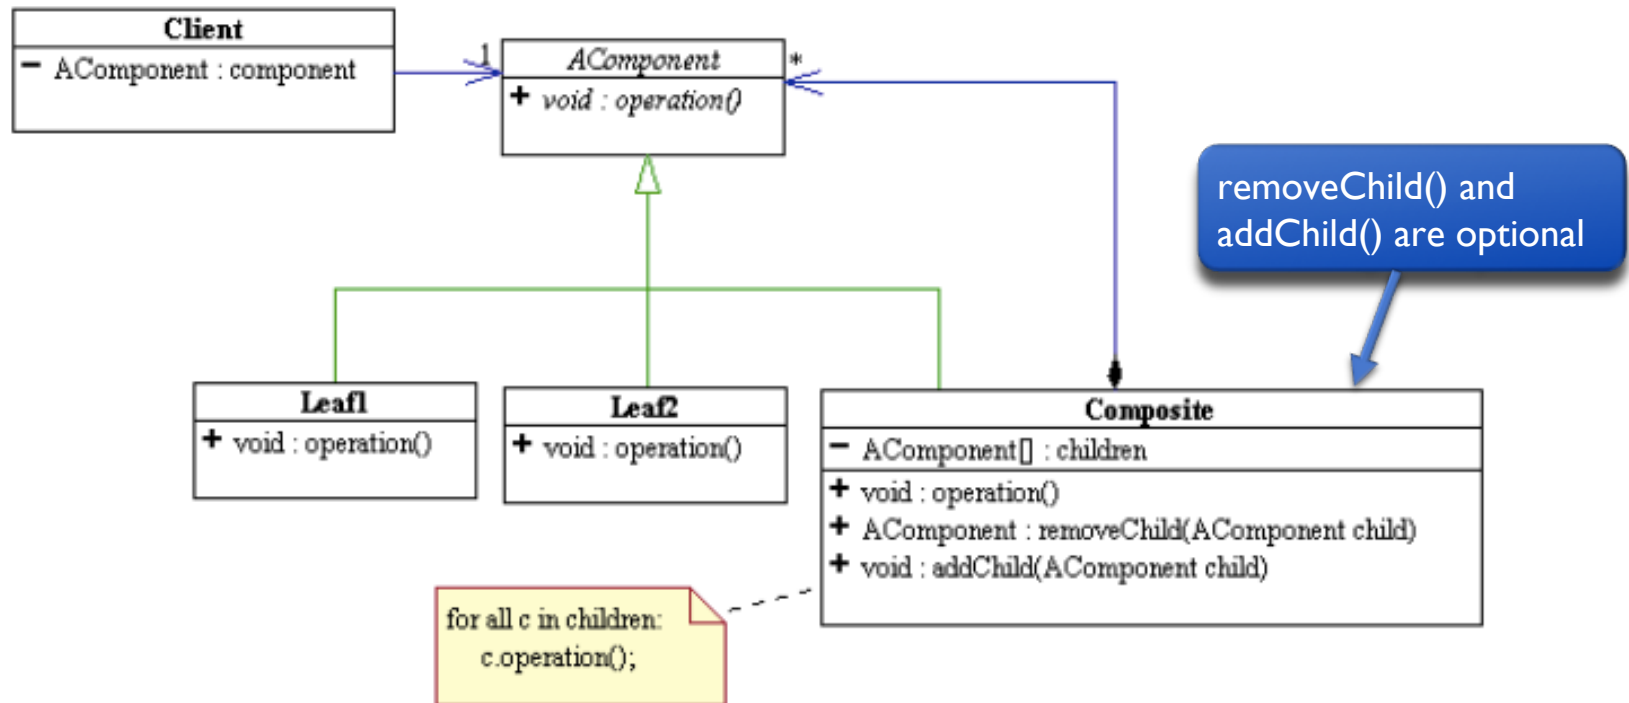 Client
− AComponent : component
1
AComponent
+ void : operation()
*
removeChild() and
addChild() are optional
Leaf1
+ void : operation()
Leaf2
+ void : operation()
Composite
− AComponent[] : children
+ void : operation()
+ AComponent : removeChild(AComponent child)
+ void : addChild(AComponent child)
for all c in children:
c.operation();